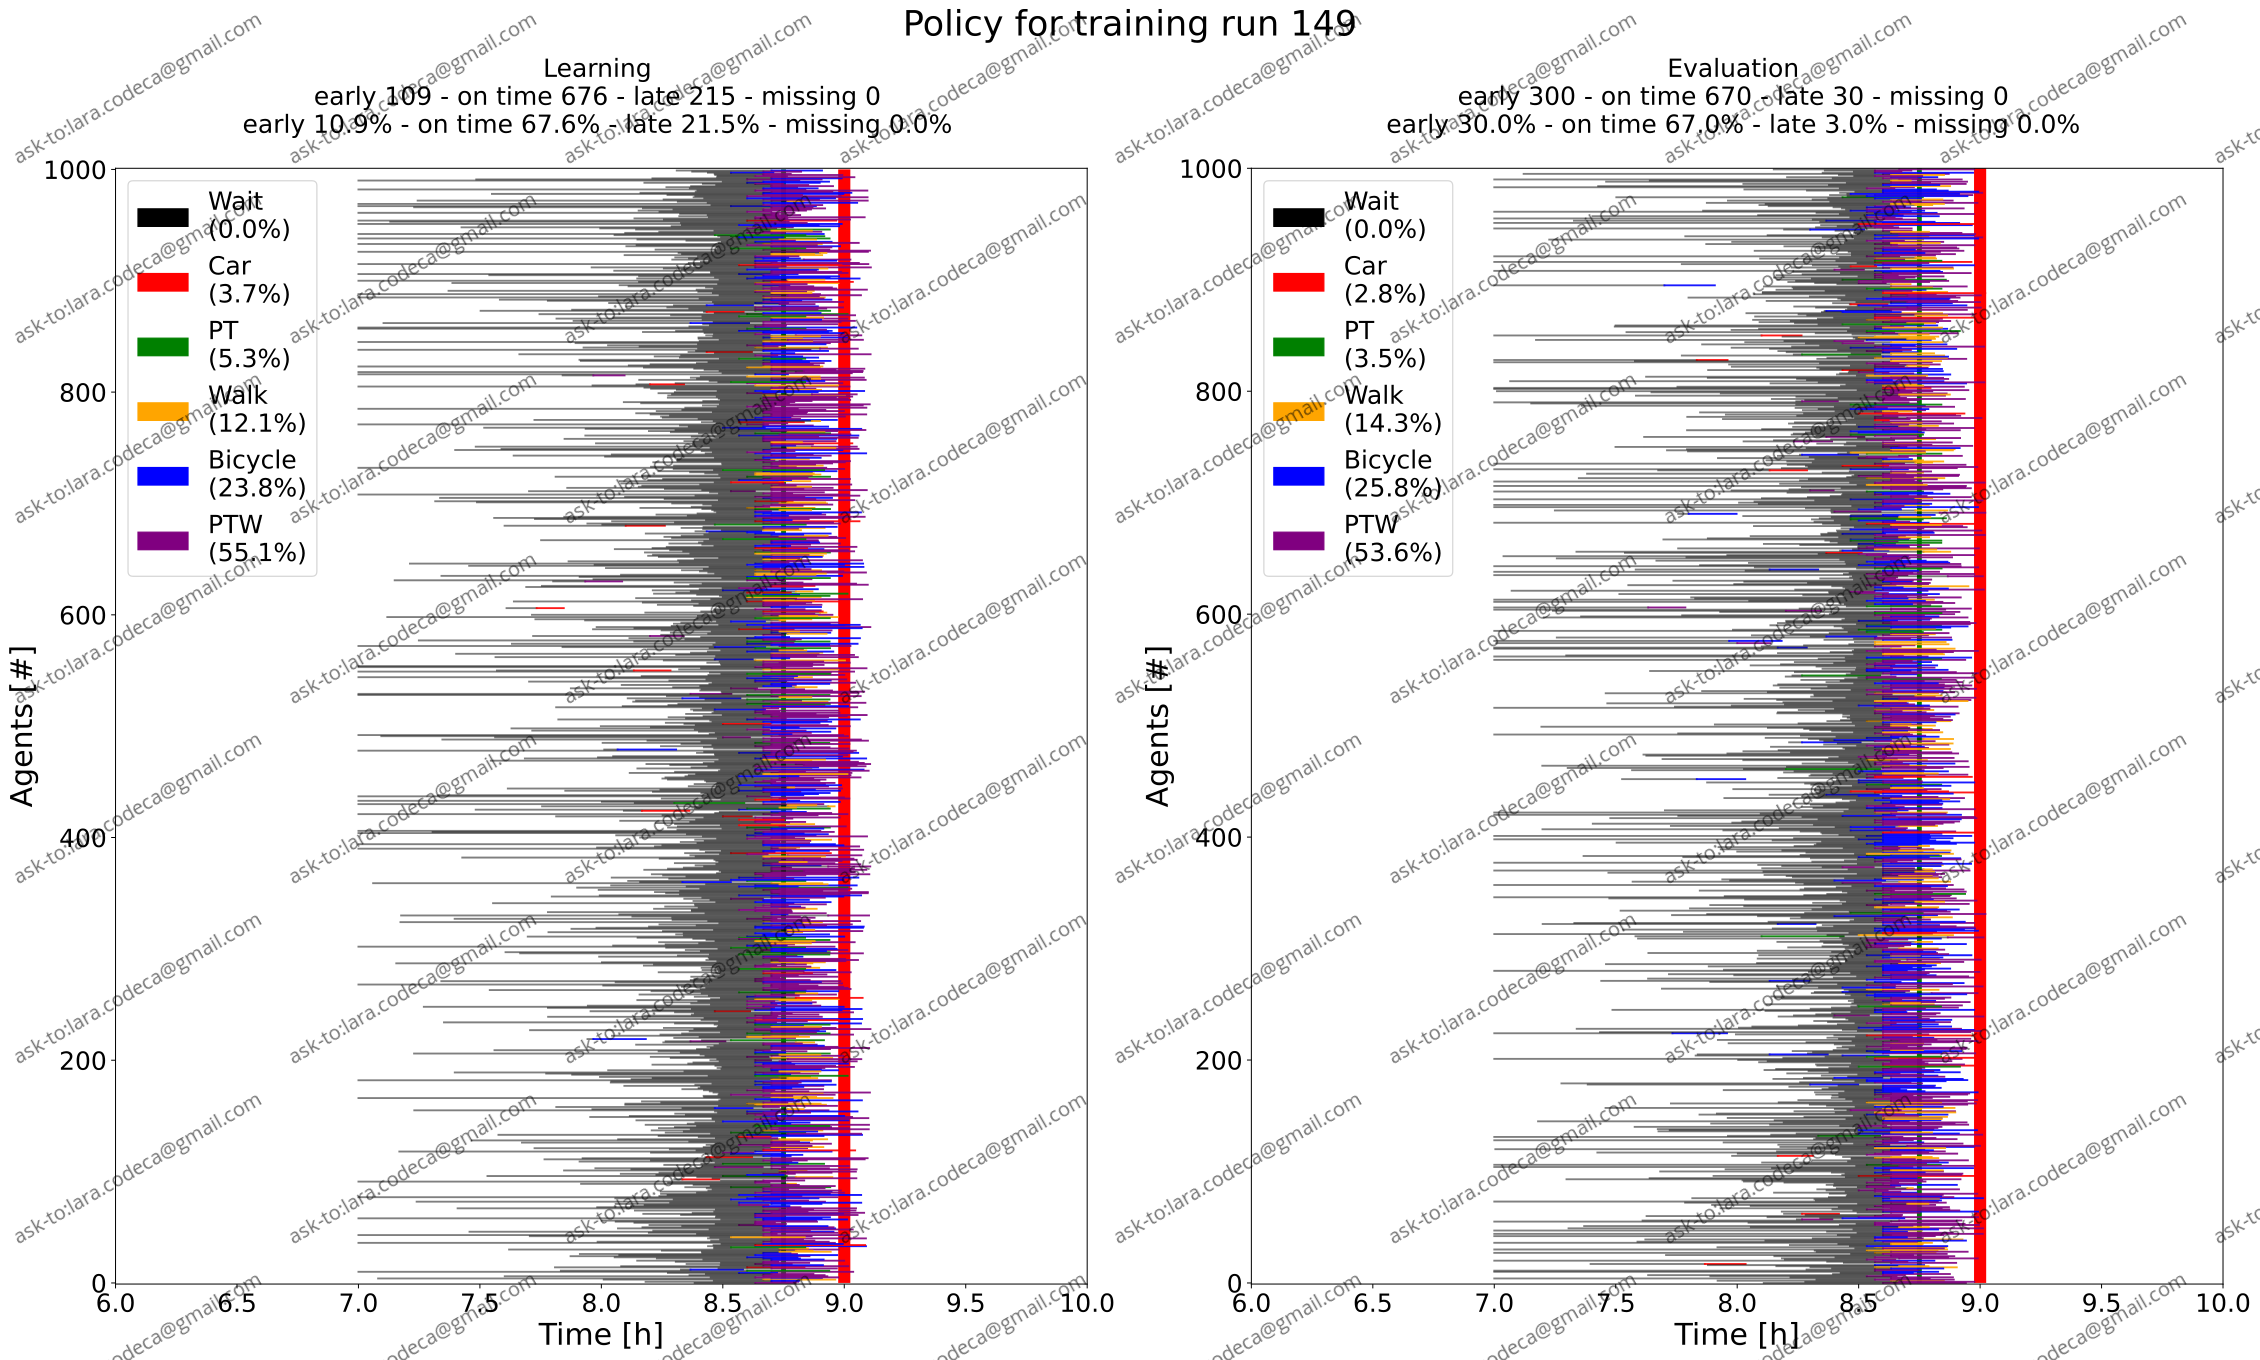 Policy for training run 149
Learning
early 109 - on time 676 - late 215 - missing 0
early 10.9% - on time 67.6% - late 21.5% - missing 0.0%
Wait
(0.0%)
Car
(3.7%)
PT
(5.3%)
Walk
(12.1%)
Bicycle
(23.8%)
PTW
(55.1%)
1000
800
600
400
200
0
Agents [#]
6.0 6.5 7.0 7.5 8.0 8.5 9.0 9.5 10.0
Time [h]
Evaluation
early 300 - on time 670 - late 30 - missing 0
early 30.0% - on time 67.0% - late 3.0% - missing 0.0%
Wait
(0.0%)
Car
(2.8%)
PT
(3.5%)
Walk
(14.3%)
Bicycle
(25.8%)
PTW
(53.6%)
1000
800
600
400
200
0
Agents [#]
6.0 6.5 7.0 7.5 8.0 8.5 9.0 9.5 10.0
Time [h]
ask-to:lara.codeca@gmail.com